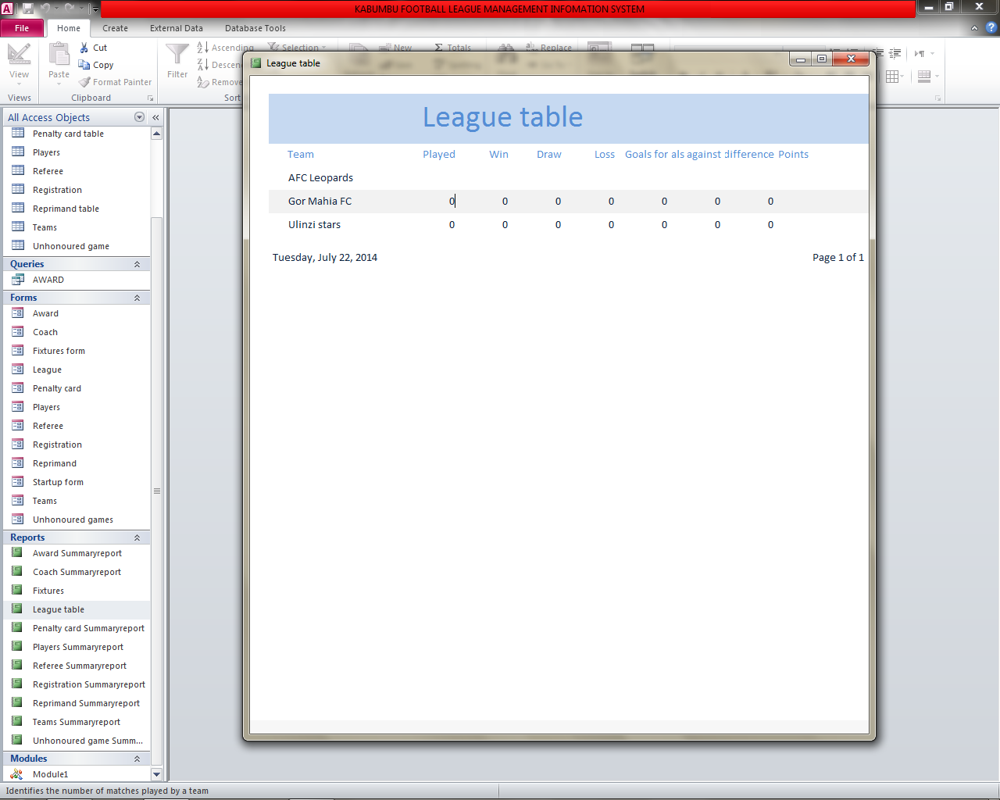 KABUMBU FOOTBALL LEAGUE MANAGEMENT INFOMATION SYSTEM
File Home Create External Data Database Tools
View
Views
Paste
Cut
Copy
Format Painter
Clipboard
Filter
Ascending
Remove
Sort
Selection
New
Totals
Replace
All Access Objects
Penalty card table
Players
Referee
Registration
Reprimand table
Teams
Unhonoured game
Queries
AWARD
Forms
Award
Coach
Fixtures form
League
Penalty card
Players
Referee
Registration
Reprimand
Startup form
Teams
Unhonoured games
Reports
Award Summaryreport
Coach Summaryreport
Fixtures
League table
Penalty card Summaryreport
Players Summaryreport
Referee Summaryreport
Registration Summaryreport
Reprimand Summaryreport
Teams Summaryreport
Unhonoured game Summ...
Modules
Module1
League table
League table
Team Played Win Draw Loss Goals for als against difference Points
AFC Leopards
Gor Mahia FC 0 0 0 0 0 0 0
Ulinzi stars 0 0 0 0 0 0 0
Tuesday, July 22, 2014 Page 1 of 1
Identifies the number of matches played by a team